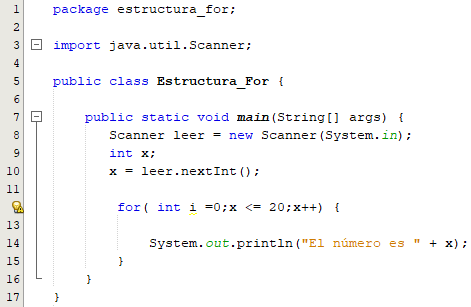 1 package estructura_for;
2
3 import java.util.Scanner;
4
5 public class Estructura_For {
6
7 public static void main(String[] args) {
8 Scanner leer = new Scanner(System.in);
9 int x;
10 x = leer.nextInt();
11
for( int i =0;x <= 20;x++) {
13
14 System.out.println("El número es " + x);
15 }
16 }
17 }